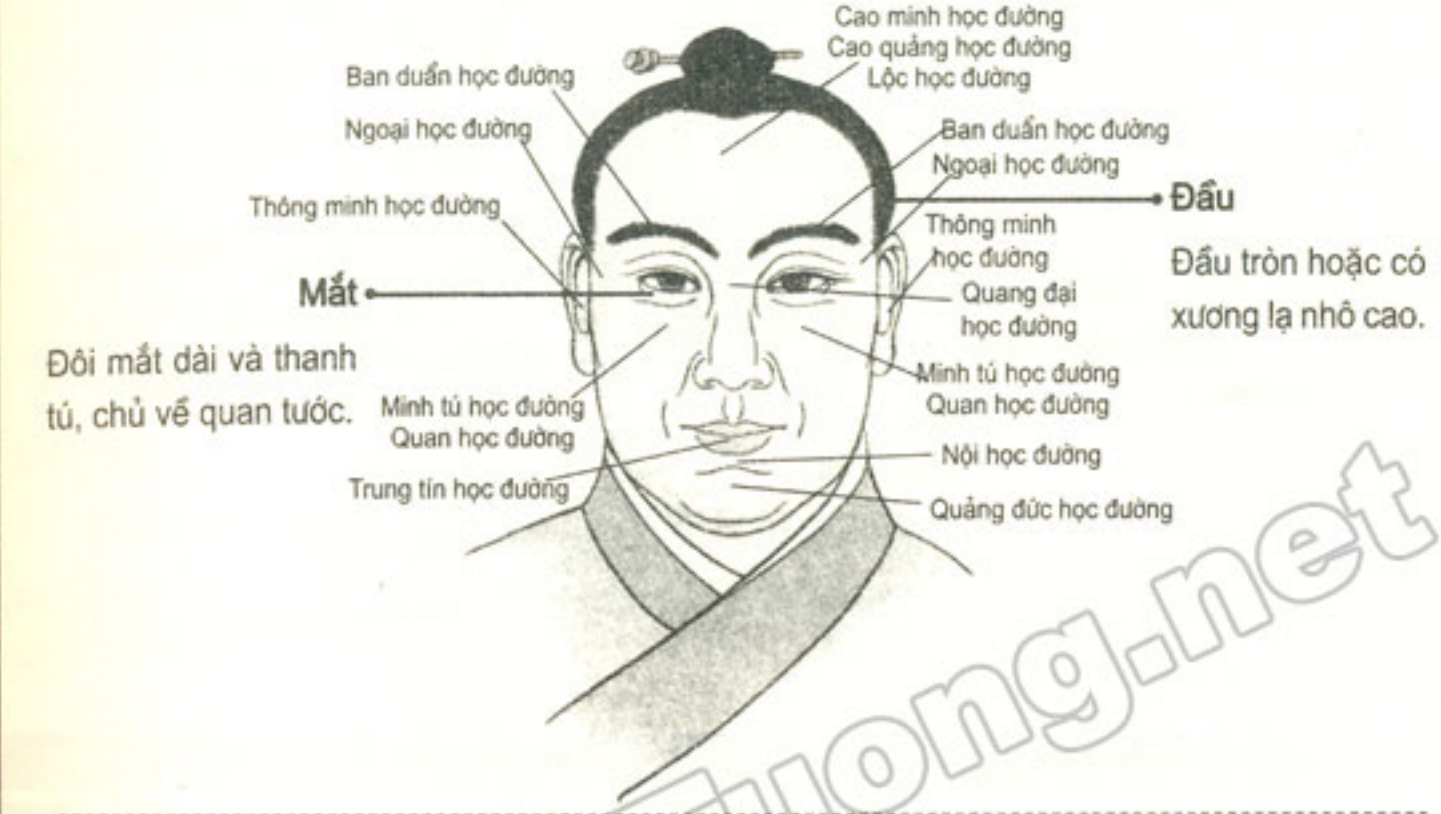 Cao minh học đường
Cao quảng học đường
Lộc học đường
Ban duẩn học đường
Ngoại học đường
Thông minh học đường
Mắt
Đôi mắt dài và thanh
tú, chủ về quan tước.
Minh tú học đường
Quan học đường
Trung tín học đường
Ban duẩn học đường
Ngoại học đường
Đầu
Đầu tròn hoặc có
xương lạ nhô cao.
Thông minh
học đường
Quang đại
học đường
Minh tú học đường
Quan học đường
Nội học đường
Quảng đức học đường
Tuong.net